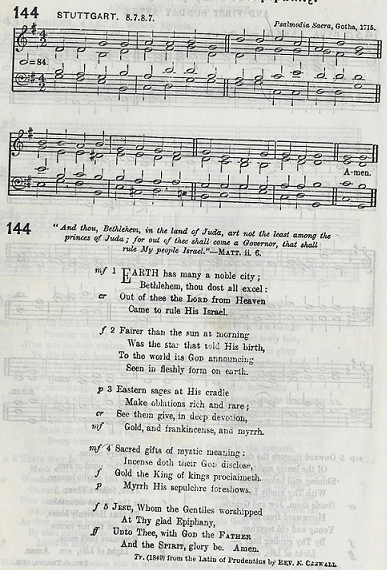 144 STUTTGART. 8.7.8.7. Psalmodia Sacra, Gotha, 1715.
=84
A-men.
144 "And thou, Bethlehem, in the land of Juda, art not the least among the
princes of Juda; for out of thee shall come a Governor, that shall
rule My people Israel."—MATT. ii. 6.
mf 1 EARTH has many a noble city;
Bethlehem, thou dost all excel:
cr Out of thee the LORD from Heaven
Came to rule His Israel.
f 2 Fairer than the sun at morning
Was the star that told His birth,
To the world its GOD announcing
Seen in fleshly form on earth.
p 3 Eastern sages at His cradle
Make oblations rich and rare;
cr See them give, in deep devotion,
mf Gold, and frankincense, and myrrh.
mf 4 Sacred gifts of mystic meaning:
Incense doth their GOD disclose,
f Gold the King of kings proclaimeth.
p Myrrh His sepulchre foreshows.
f 5 JESU, Whom the Gentiles worshipped
At Thy glad Epiphany,
ff Unto Thee, with GOD the FATHER
And the SPIRIT, glory be. Amen.
Tr. (1849) from the Latin of Prudentius by REV. E. CASWALL